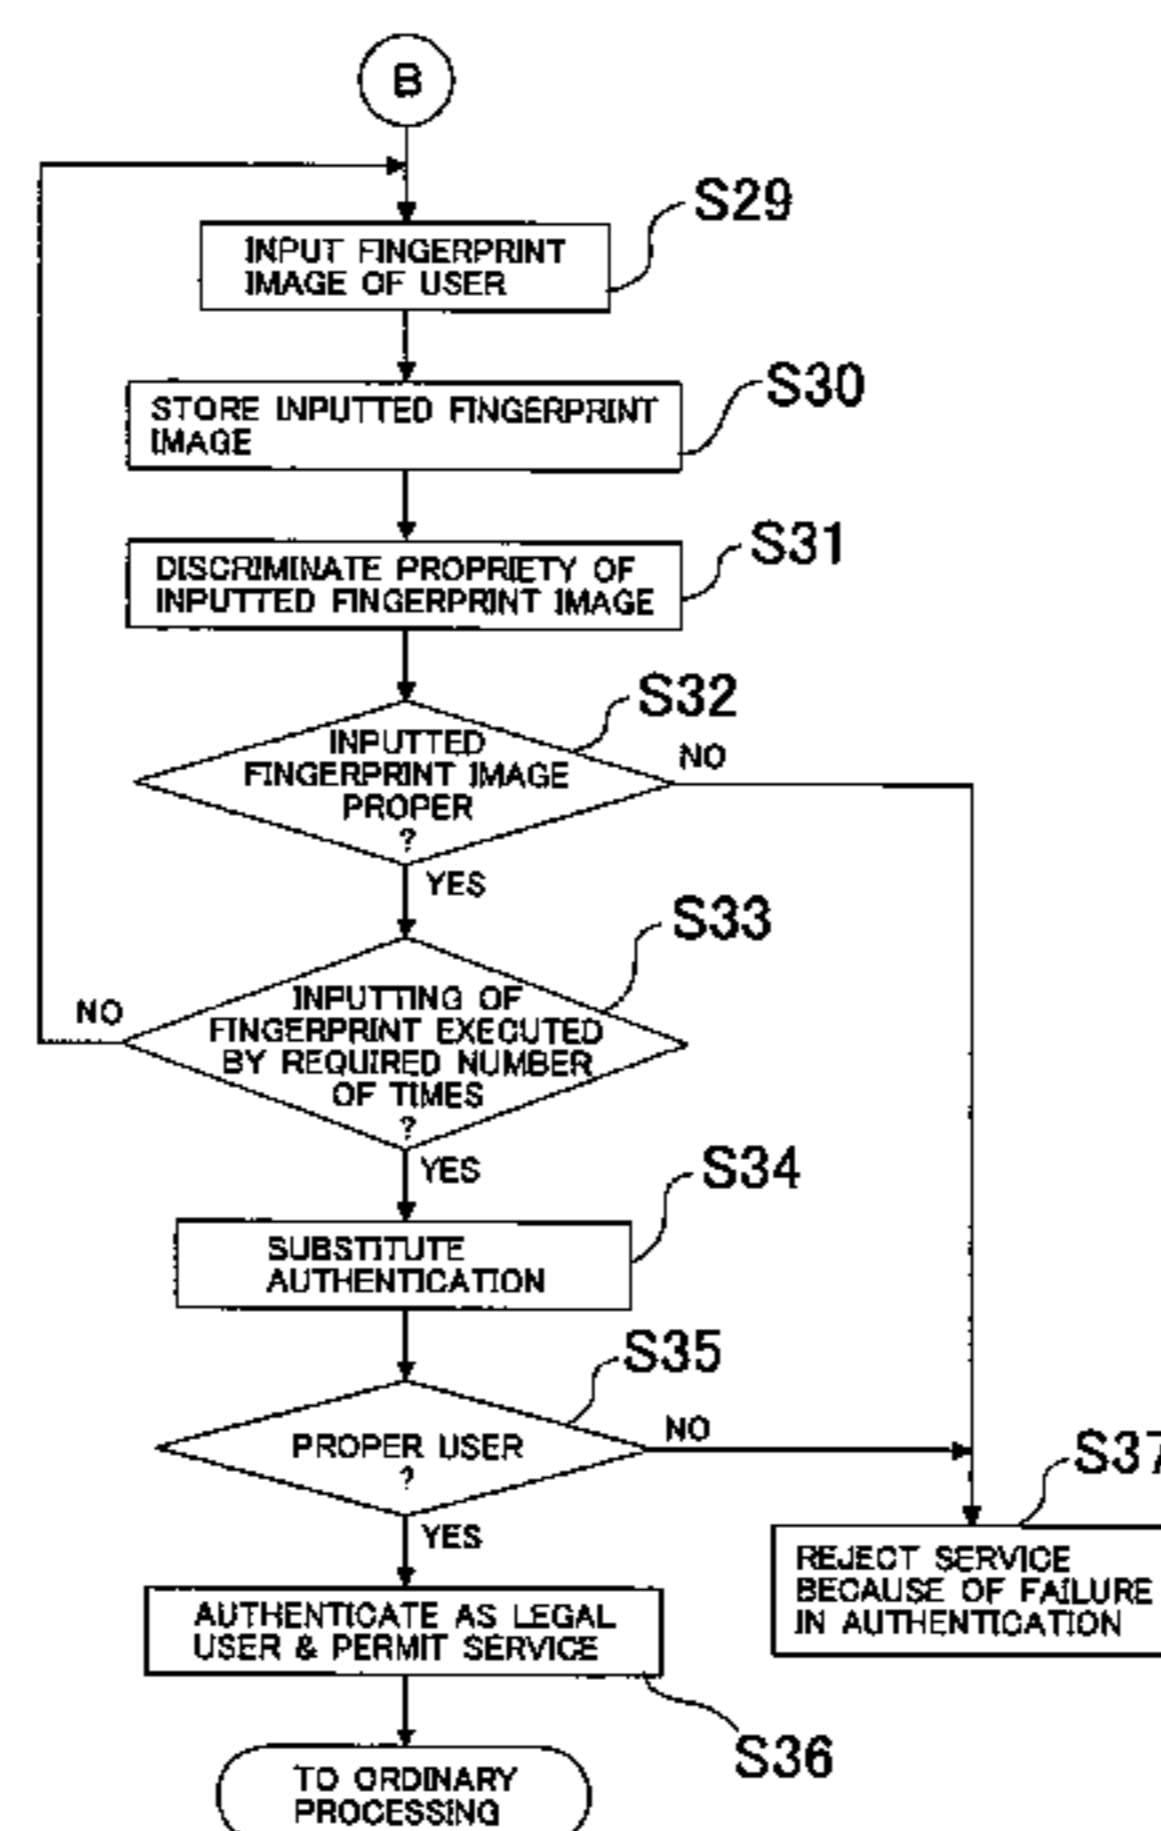 B
S29
INPUT FINGERPRINT
IMAGE OF USER
S30
STORE INPUTTED FINGERPRINT
IMAGE
S31
DISCRIMINATE PROPRIETY OF
INPUTTED FINGERPRINT IMAGE
S32
INPUTTED
FINGERPRINT IMAGE
PROPER
?
NO
YES
S33
INPUTTING OF
FINGERPRINT EXECUTED
BY REQUIRED NUMBER
OF TIMES
?
NO
YES
S34
SUBSTITUTE
AUTHENTICATION
S35
PROPER USER
?
NO
YES
S37
REJECT SERVICE
BECAUSE OF FAILURE
IN AUTHENTICATION
AUTHENTICATE AS LEGAL
USER & PERMIT SERVICE
S36
TO ORDINARY
PROCESSING